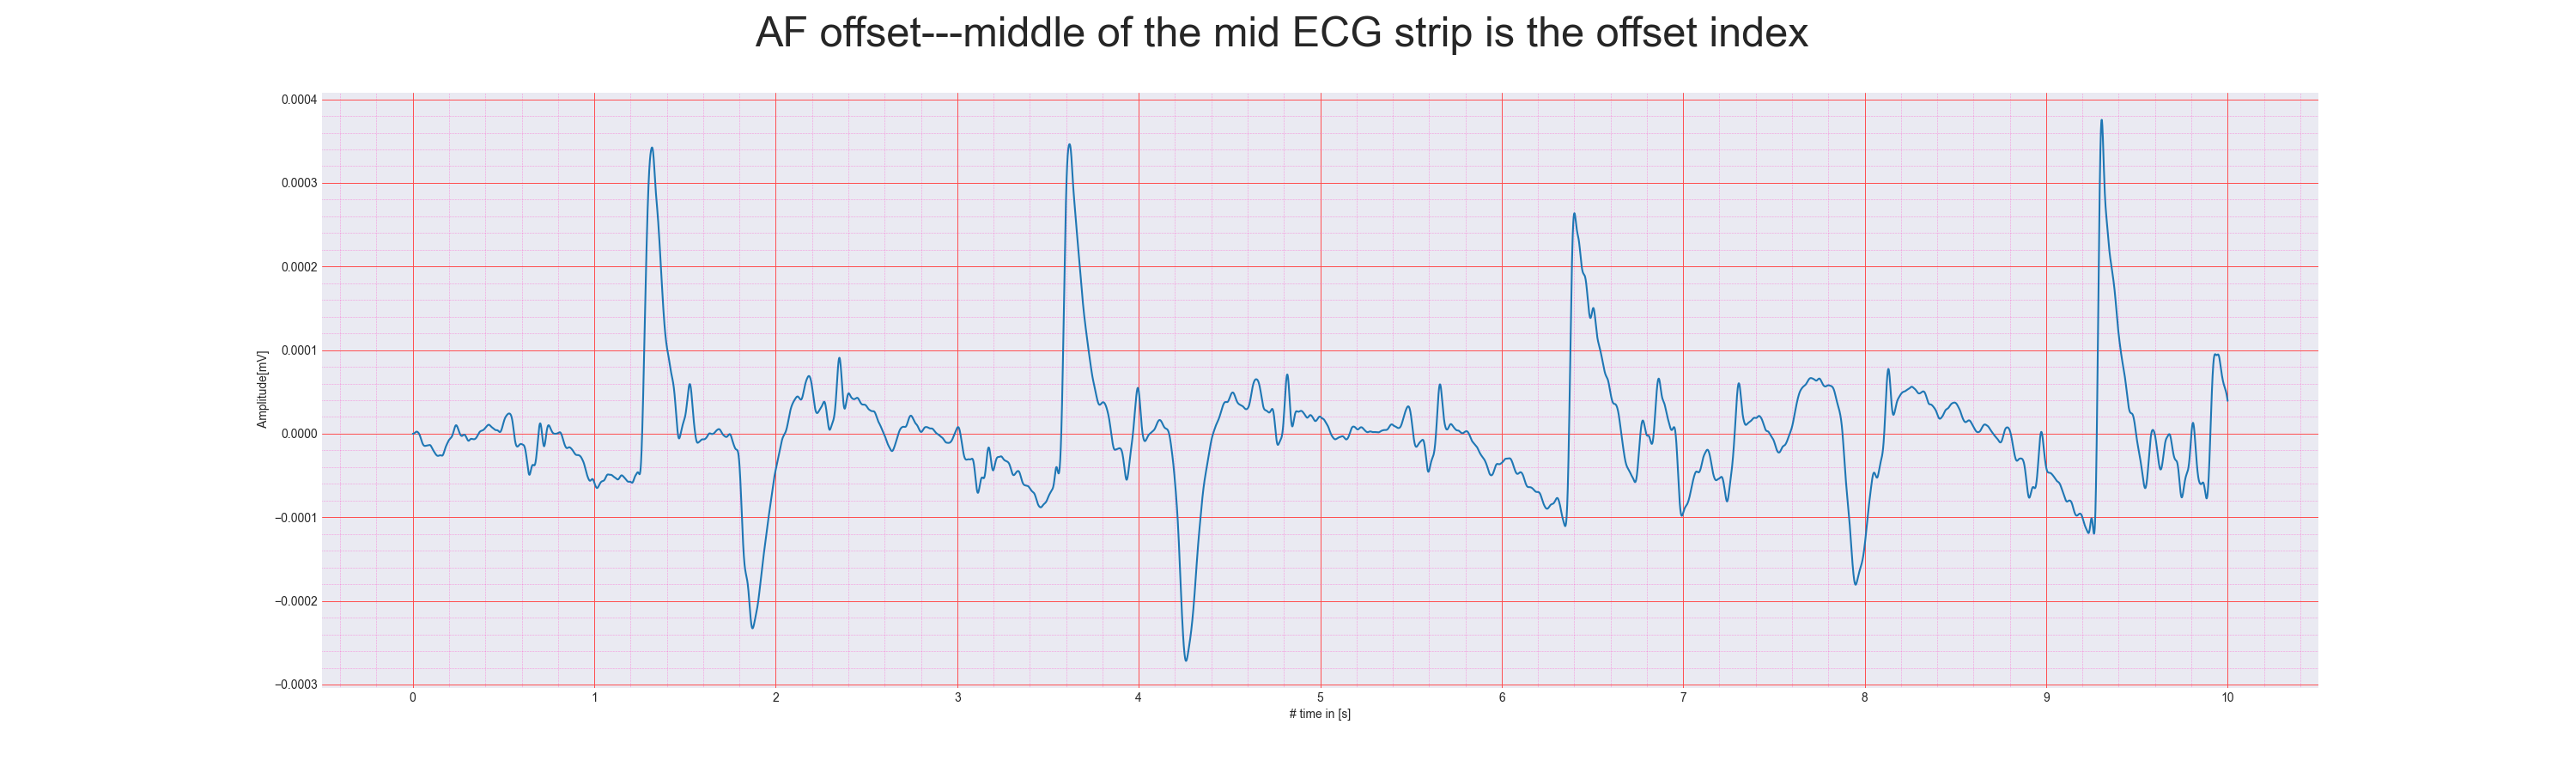 AF offset---middle of the mid ECG strip is the offset index
0.0004
0.0003
0.0002
0.0001
0.0000
−0.0001
−0.0002
−0.0003
Amplitude[mV]
0 1 2 3 4 5 6 7 8 9 10
# time in [s]